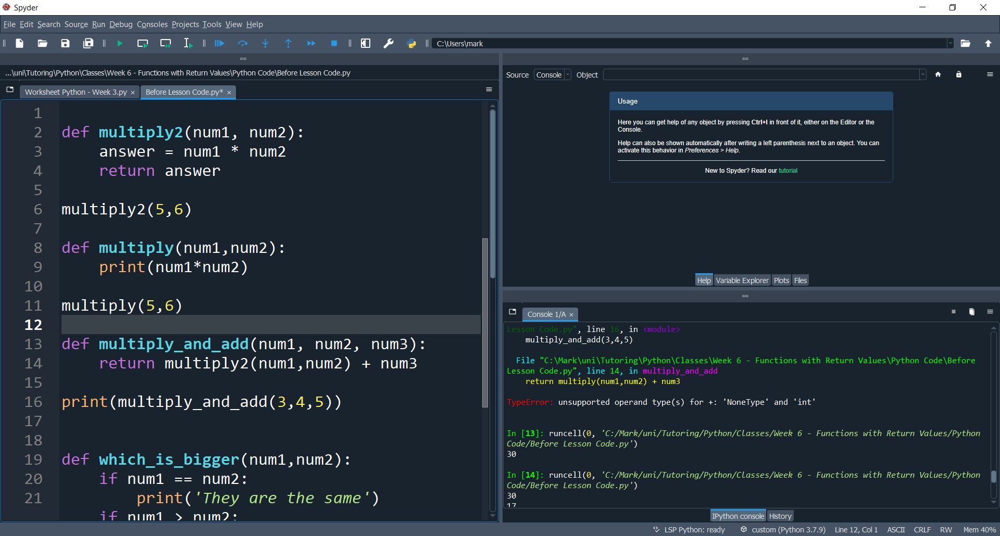 Spyder
File Edit Search Source Run Debug Consoles Projects Tools View Help
C:\Users\mark
...\uni\Tutoring\Python\Classes\Week 6 - Functions with Return Values\Python Code\Before Lesson Code.py
Worksheet Python - Week 3.py
Before Lesson Code.py*
1
2 def multiply2(num1, num2):
3     answer = num1 * num2
4     return answer
5
6 multiply2(5,6)
7
8 def multiply(num1,num2):
9     print(num1*num2)
10
11 multiply(5,6)
12
13 def multiply_and_add(num1, num2, num3):
14     return multiply2(num1,num2) + num3
15
16 print(multiply_and_add(3,4,5))
17
18
19 def which_is_bigger(num1,num2):
20     if num1 == num2:
21         print('They are the same')
    if num1 > num2:
Source Console Object
Usage
Here you can get help of any object by pressing Ctrl+I in front of it, either on the Editor or the
Console.
Help can also be shown automatically after writing a left parenthesis next to an object. You can
activate this behavior in Preferences > Help.
New to Spyder? Read our tutorial
Help Variable Explorer Plots Files
Console 1/A
Lesson Code.py", line 16, in <module>
    multiply_and_add(3,4,5)
  File "C:\Mark\uni\Tutoring\Python\Classes\Week 6 - Functions with Return Values\Python Code\Before
Lesson Code.py", line 14, in multiply_and_add
    return multiply(num1,num2) + num3
TypeError: unsupported operand type(s) for +: 'NoneType' and 'int'
In [13]: runcell(0, 'C:/Mark/uni/Tutoring/Python/Classes/Week 6 - Functions with Return Values/Python
Code/Before Lesson Code.py')
30
In [14]: runcell(0, 'C:/Mark/uni/Tutoring/Python/Classes/Week 6 - Functions with Return Values/Python
Code/Before Lesson Code.py')
30
17
IPython console History
LSP Python: ready custom (Python 3.7.9) Line 12, Col 1 ASCII CRLF RW Mem 40%